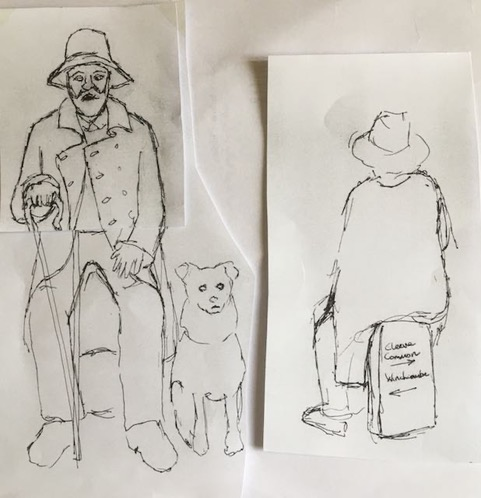 Cleeve
Common
→
Winchcombe
←